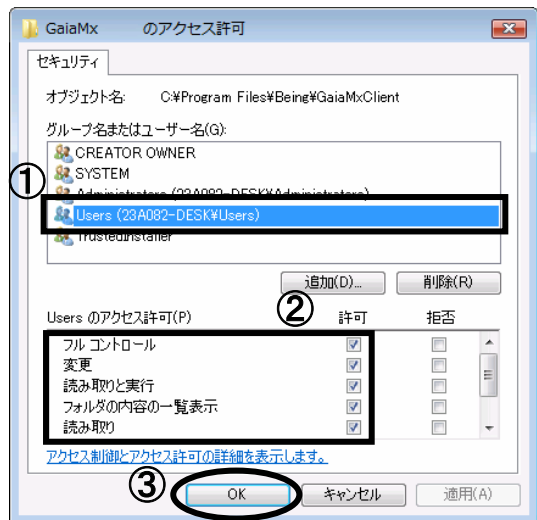 GaiaMx のアクセス許可
セキュリティ
オブジェクト名: C:¥Program Files¥Being¥GaiaMxClient
グループ名またはユーザー名(G):
CREATOR OWNER
SYSTEM
①
Administrators (23A082-DESK¥Administrators)
Users (23A082-DESK¥Users)
TrustedInstaller
追加(D)... 削除(R)
②
Users のアクセス許可(P) 許可 拒否
フル コントロール
変更
読み取りと実行
フォルダの内容の一覧表示
読み取り
アクセス制御とアクセス許可の詳細を表示します。
③
OK キャンセル 適用(A)